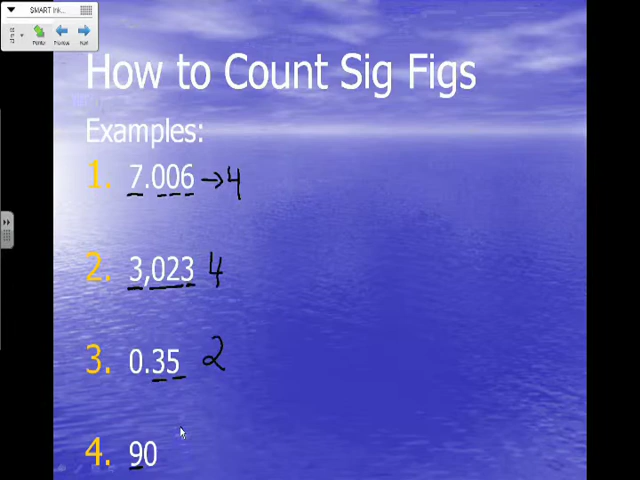 SMART Ink...
Pointer Previous Next
How to Count Sig Figs
Examples:
1. 7.006 → 4
2. 3,023 4
3. 0.35 2
4. 90